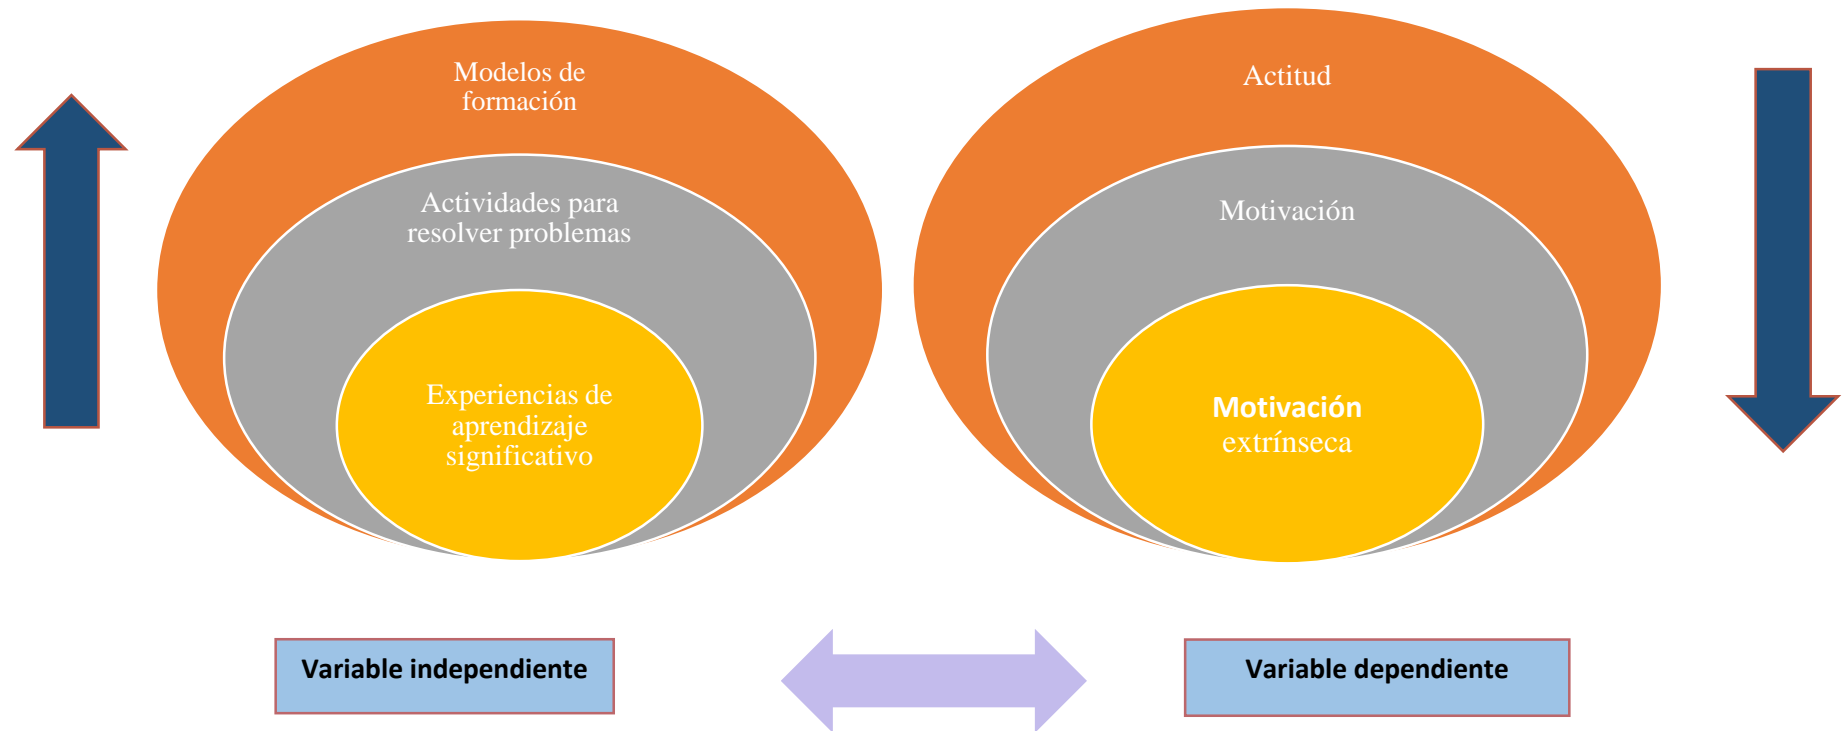 Modelos de
formación
Actividades para
resolver problemas
Experiencias de
aprendizaje
significativo
Actitud
Motivación
Motivación
extrínseca
Variable independiente
Variable dependiente